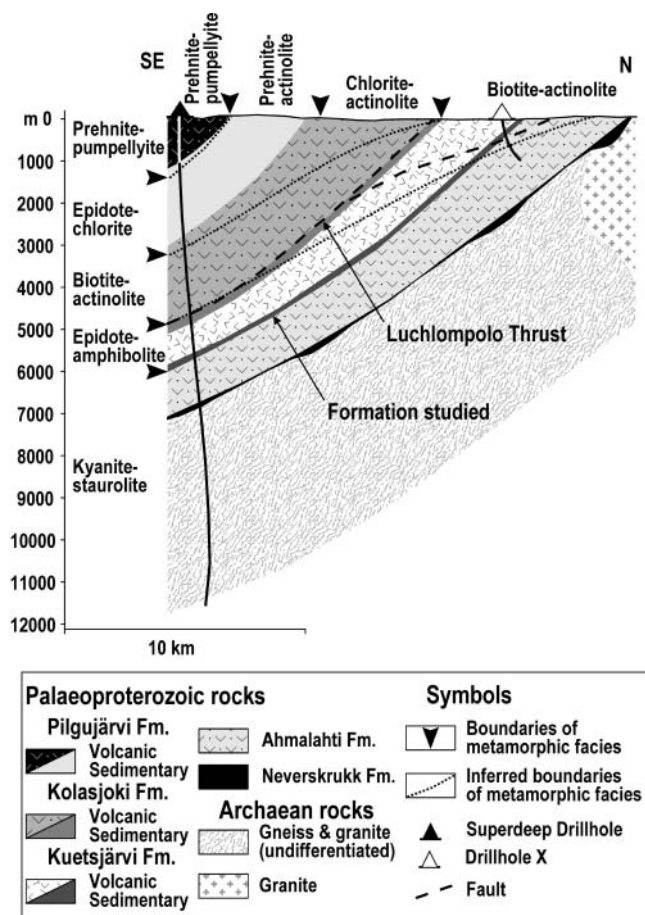 SE
Prehnite-
pumpellyite
Prehnite-
actinolite
Chlorite-
actinolite
Biotite-actinolite
N
m 0
1000
2000
3000
4000
5000
6000
7000
8000
9000
10000
11000
12000
Prehnite-
pumpellyite
Epidote-
chlorite
Biotite-
actinolite
Epidote-
amphibolite
Kyanite-
staurolite
Luchlompolo Thrust
Formation studied
10 km
Palaeoproterozoic rocks
Pilgujärvi Fm.
Volcanic
Sedimentary
Kolasjoki Fm.
Volcanic
Sedimentary
Kuetsjärvi Fm.
Volcanic
Sedimentary
Ahmalahti Fm.
Neverskrukk Fm.
Archaean rocks
Gneiss & granite
(undifferentiated)
Granite
Symbols
Boundaries of
metamorphic facies
Inferred boundaries
of metamorphic facies
Superdeep Drillhole
Drillhole X
Fault